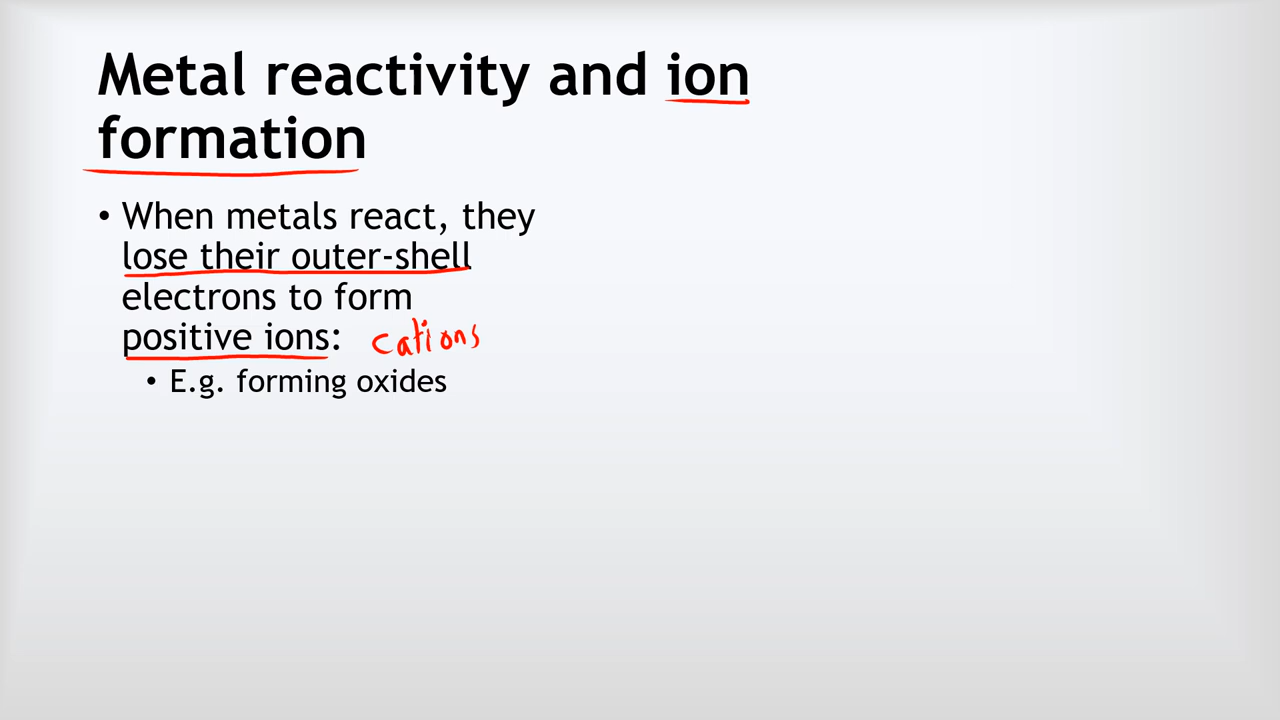 Metal reactivity and ion
formation
• When metals react, they
lose their outer-shell
electrons to form
positive ions: cations
• E.g. forming oxides